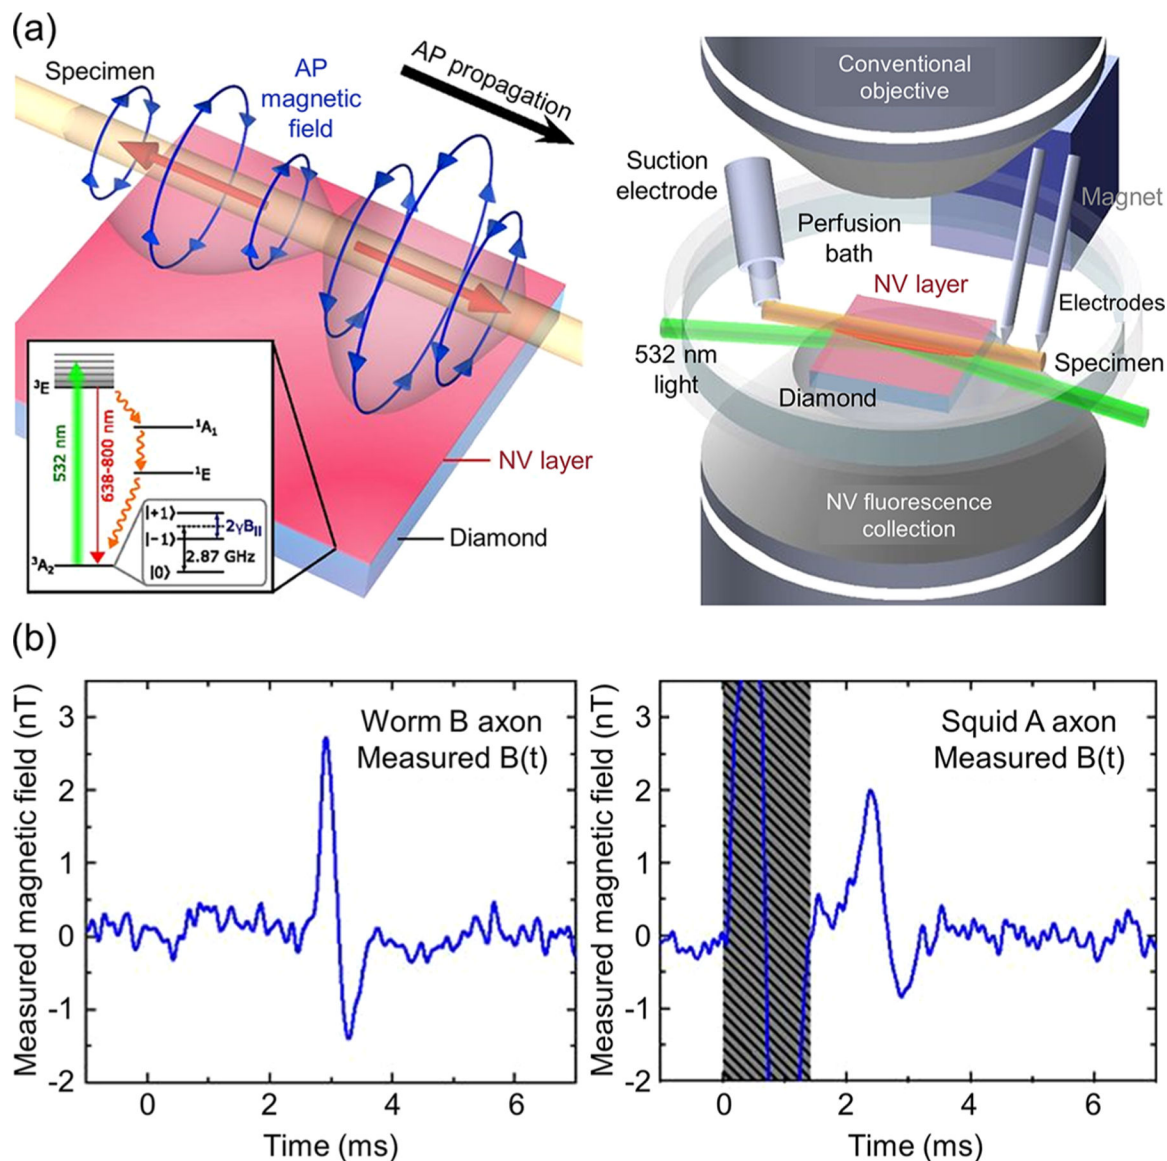 (a)
Specimen
AP
magnetic
field
AP propagation
³E
¹A₁
¹E
532 nm
638-800 nm
|+1⟩
|−1⟩
2γB||
2.87 GHz
|0⟩
³A₂
NV layer
Diamond
Conventional
objective
Suction
electrode
Magnet
Perfusion
bath
NV layer
Electrodes
532 nm
light
Specimen
Diamond
NV fluorescence
collection
(b)
Measured magnetic field (nT)
3
2
1
0
-1
-2
Worm B axon
Measured B(t)
0
2
4
6
Time (ms)
Measured magnetic field (nT)
3
2
1
0
-1
-2
Squid A axon
Measured B(t)
0
2
4
6
Time (ms)